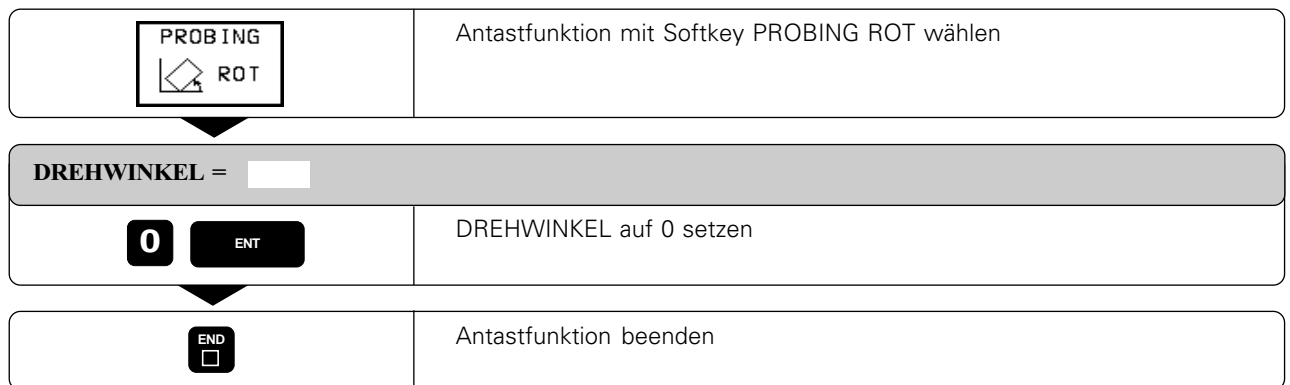 PROBING
ROT
Antastfunktion mit Softkey PROBING ROT wählen
DREHWINKEL =
0 ENT
DREHWINKEL auf 0 setzen
END
Antastfunktion beenden